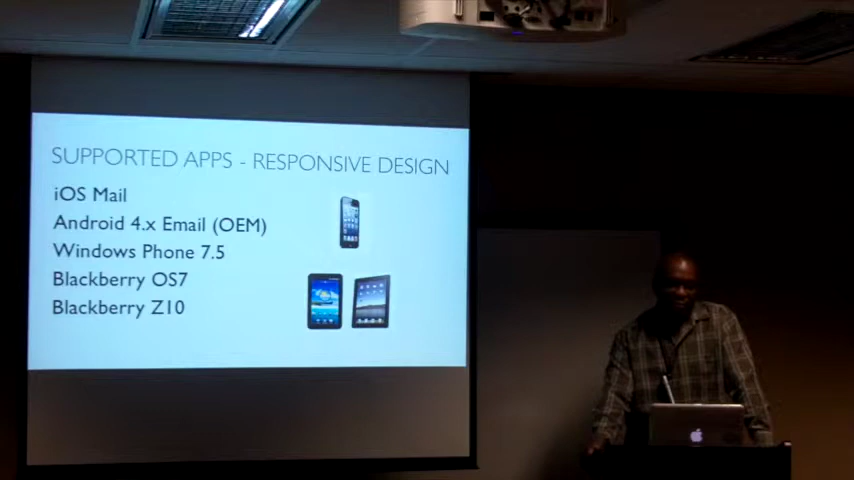 SUPPORTED APPS - RESPONSIVE DESIGN
iOS Mail
Android 4.x Email (OEM)
Windows Phone 7.5
Blackberry OS7
Blackberry Z10